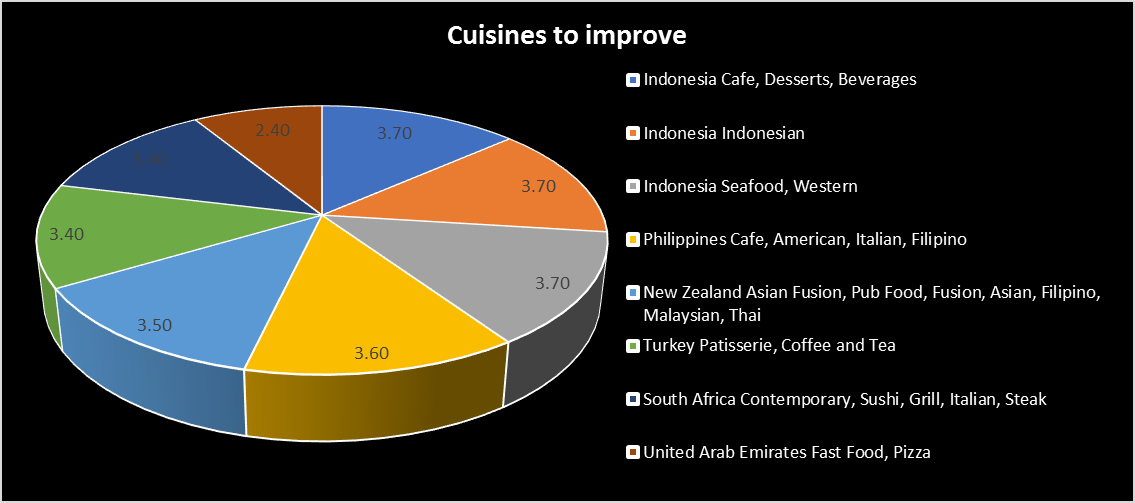 Cuisines to improve
Indonesia Cafe, Desserts, Beverages
Indonesia Indonesian
Indonesia Seafood, Western
Philippines Cafe, American, Italian, Filipino
New Zealand Asian Fusion, Pub Food, Fusion, Asian, Filipino,
Malaysian, Thai
Turkey Patisserie, Coffee and Tea
South Africa Contemporary, Sushi, Grill, Italian, Steak
United Arab Emirates Fast Food, Pizza
3.70
3.70
3.70
3.60
3.50
3.40
2.40